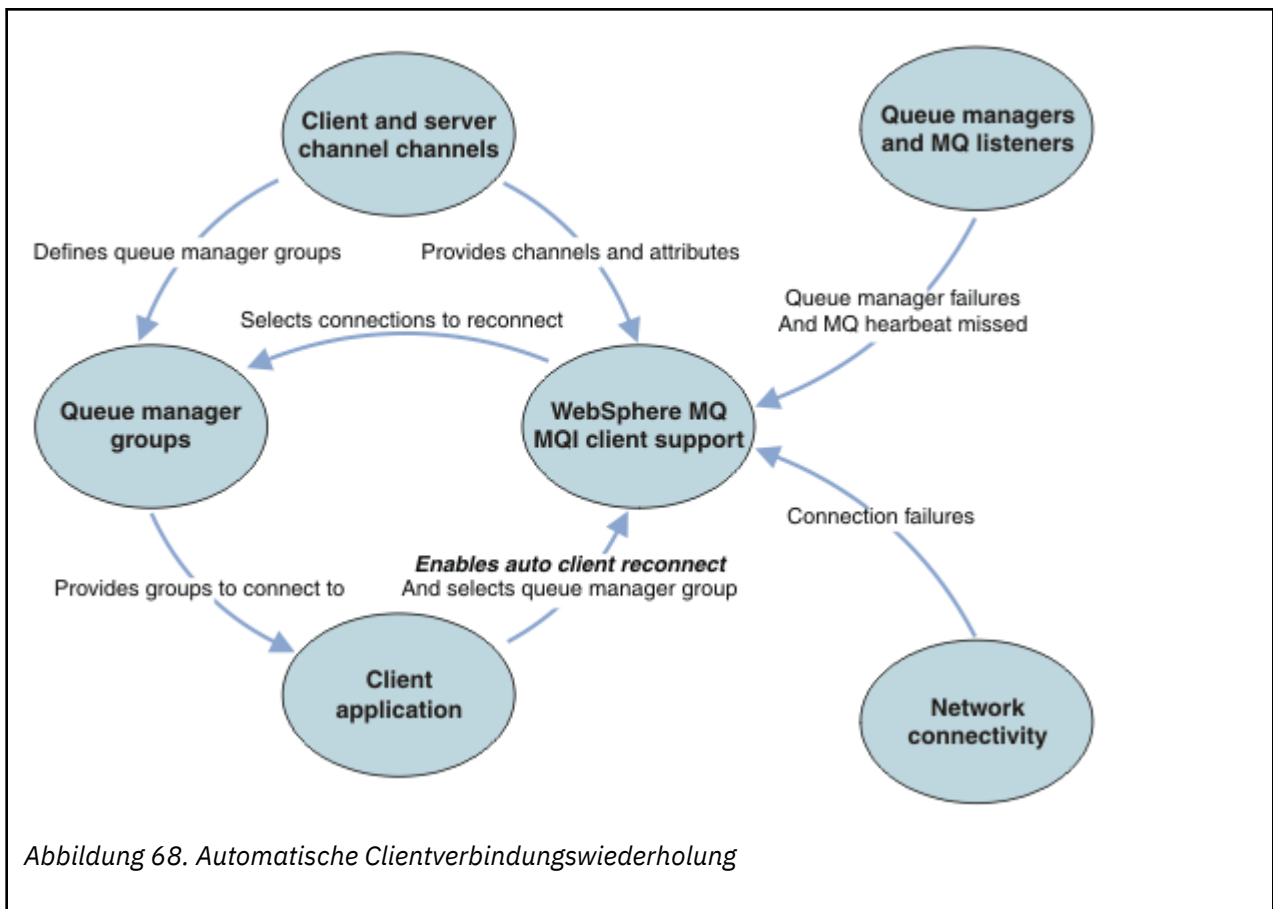 Client and server
channel channels
Queue managers
and MQ listeners
Defines queue manager groups
Provides channels and attributes
Queue manager failures
And MQ hearbeat missed
Selects connections to reconnect
Queue manager
groups
WebSphere MQ
MQI client support
Connection failures
Enables auto client reconnect
And selects queue manager group
Provides groups to connect to
Client
application
Network
connectivity
Abbildung 68. Automatische Clientverbindungswiederholung